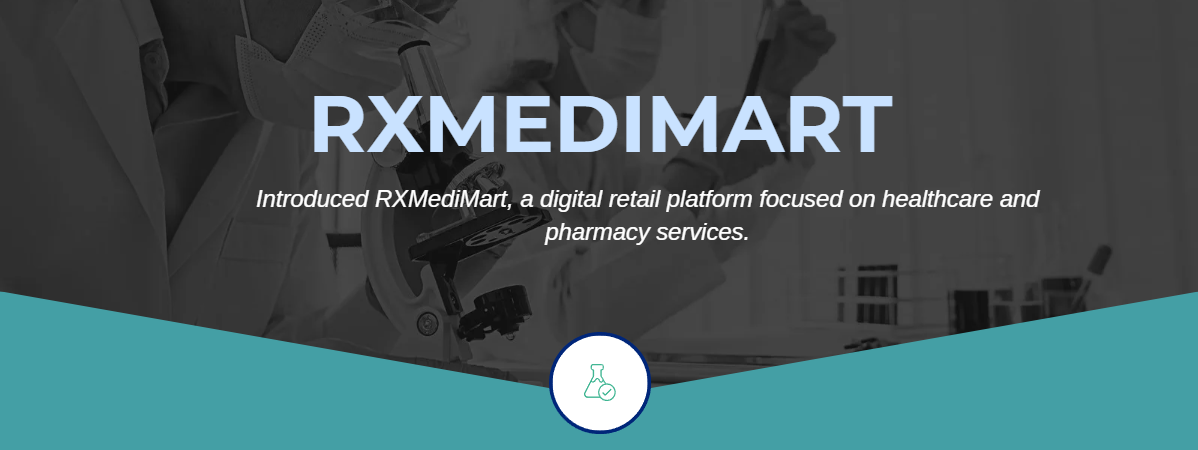 RXMEDIMART
Introduced RXMediMart, a digital retail platform focused on healthcare and
pharmacy services.